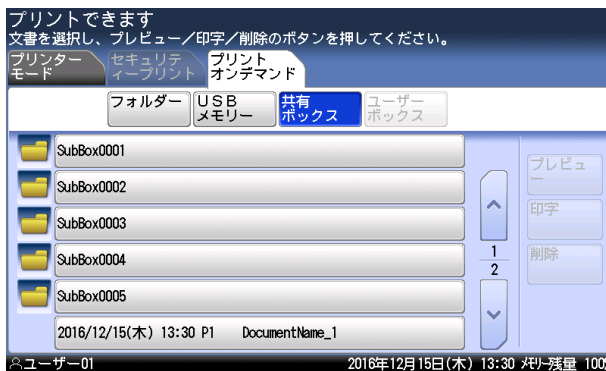 プリントできます
文書を選択し、プレビュー／印字／削除のボタンを押してください。
プリンター
モード
セキュリテ
ィープリント
プリント
オンデマンド
フォルダー
USB
メモリー
共有
ボックス
ユーザー
ボックス
SubBox0001
SubBox0002
SubBox0003
SubBox0004
SubBox0005
2016/12/15(木) 13:30 P1 DocumentName_1
1
2
プレビュ
ー
印字
削除
ユーザー01
2016年12月15日(木) 13:30 メモリー残量 100%